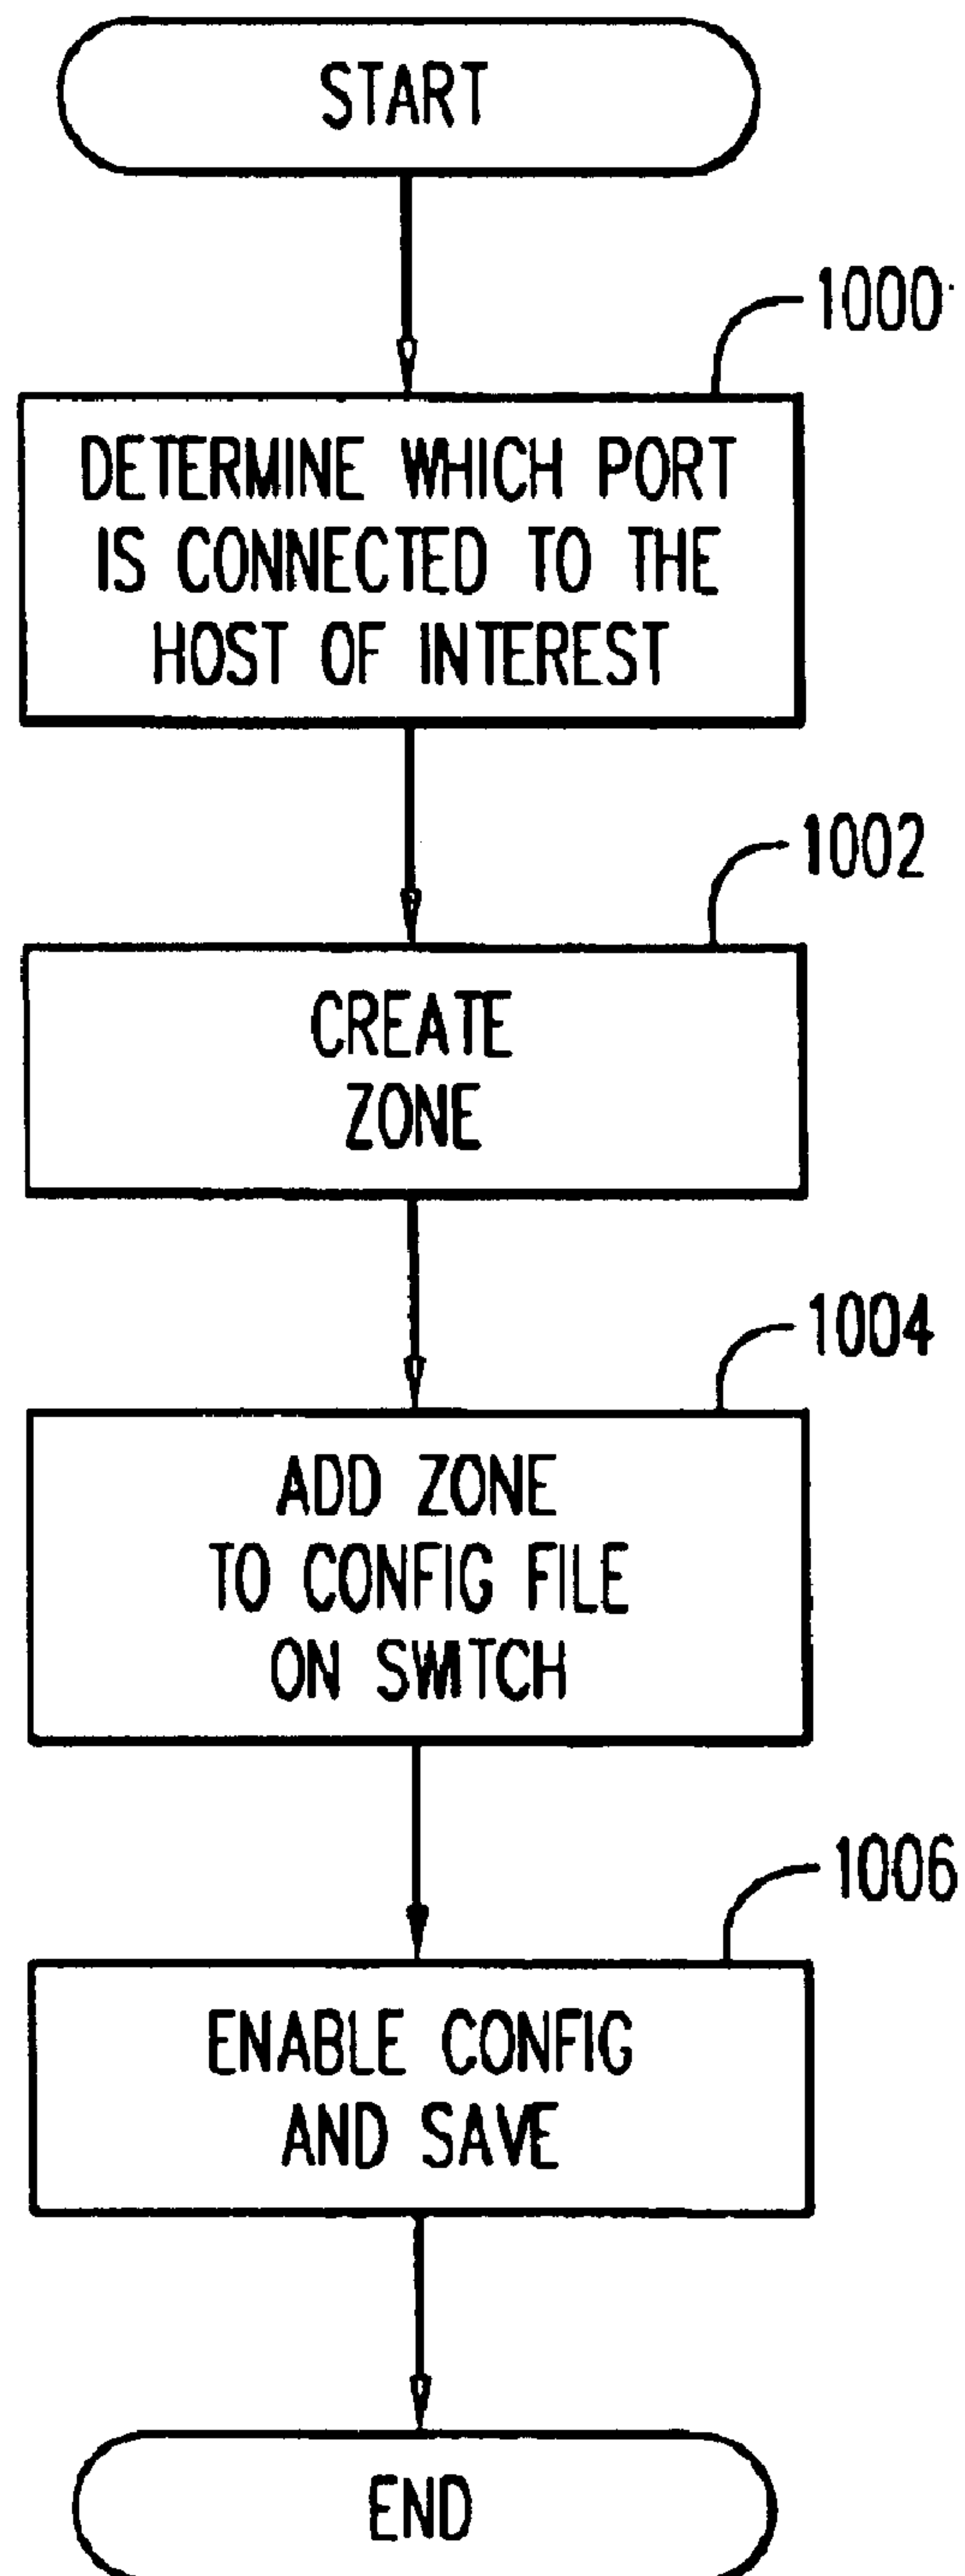 START
1000
DETERMINE WHICH PORT
IS CONNECTED TO THE
HOST OF INTEREST
1002
CREATE
ZONE
1004
ADD ZONE
TO CONFIG FILE
ON SWITCH
1006
ENABLE CONFIG
AND SAVE
END